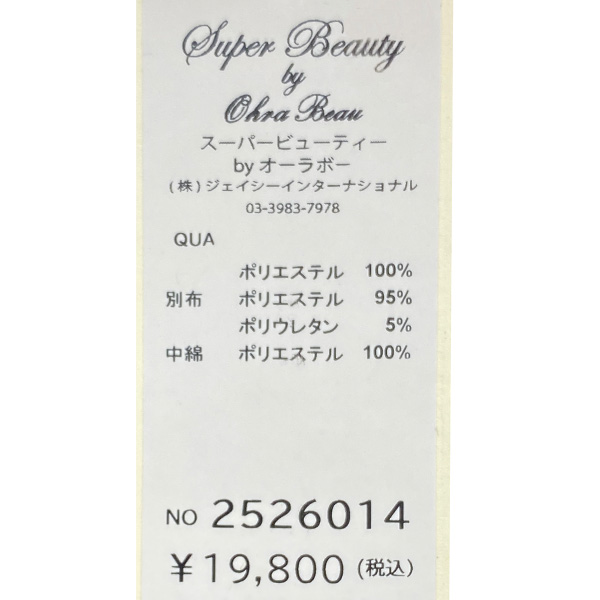 Super Beauty
by
Ohra Beau
スーパービューティー
by オーラボー
(株)ジェイシーインターナショナル
03-3983-7978
QUA
ポリエステル 100%
別布 ポリエステル 95%
ポリウレタン 5%
中綿 ポリエステル 100%
NO 2526014
¥19,800 (税込)